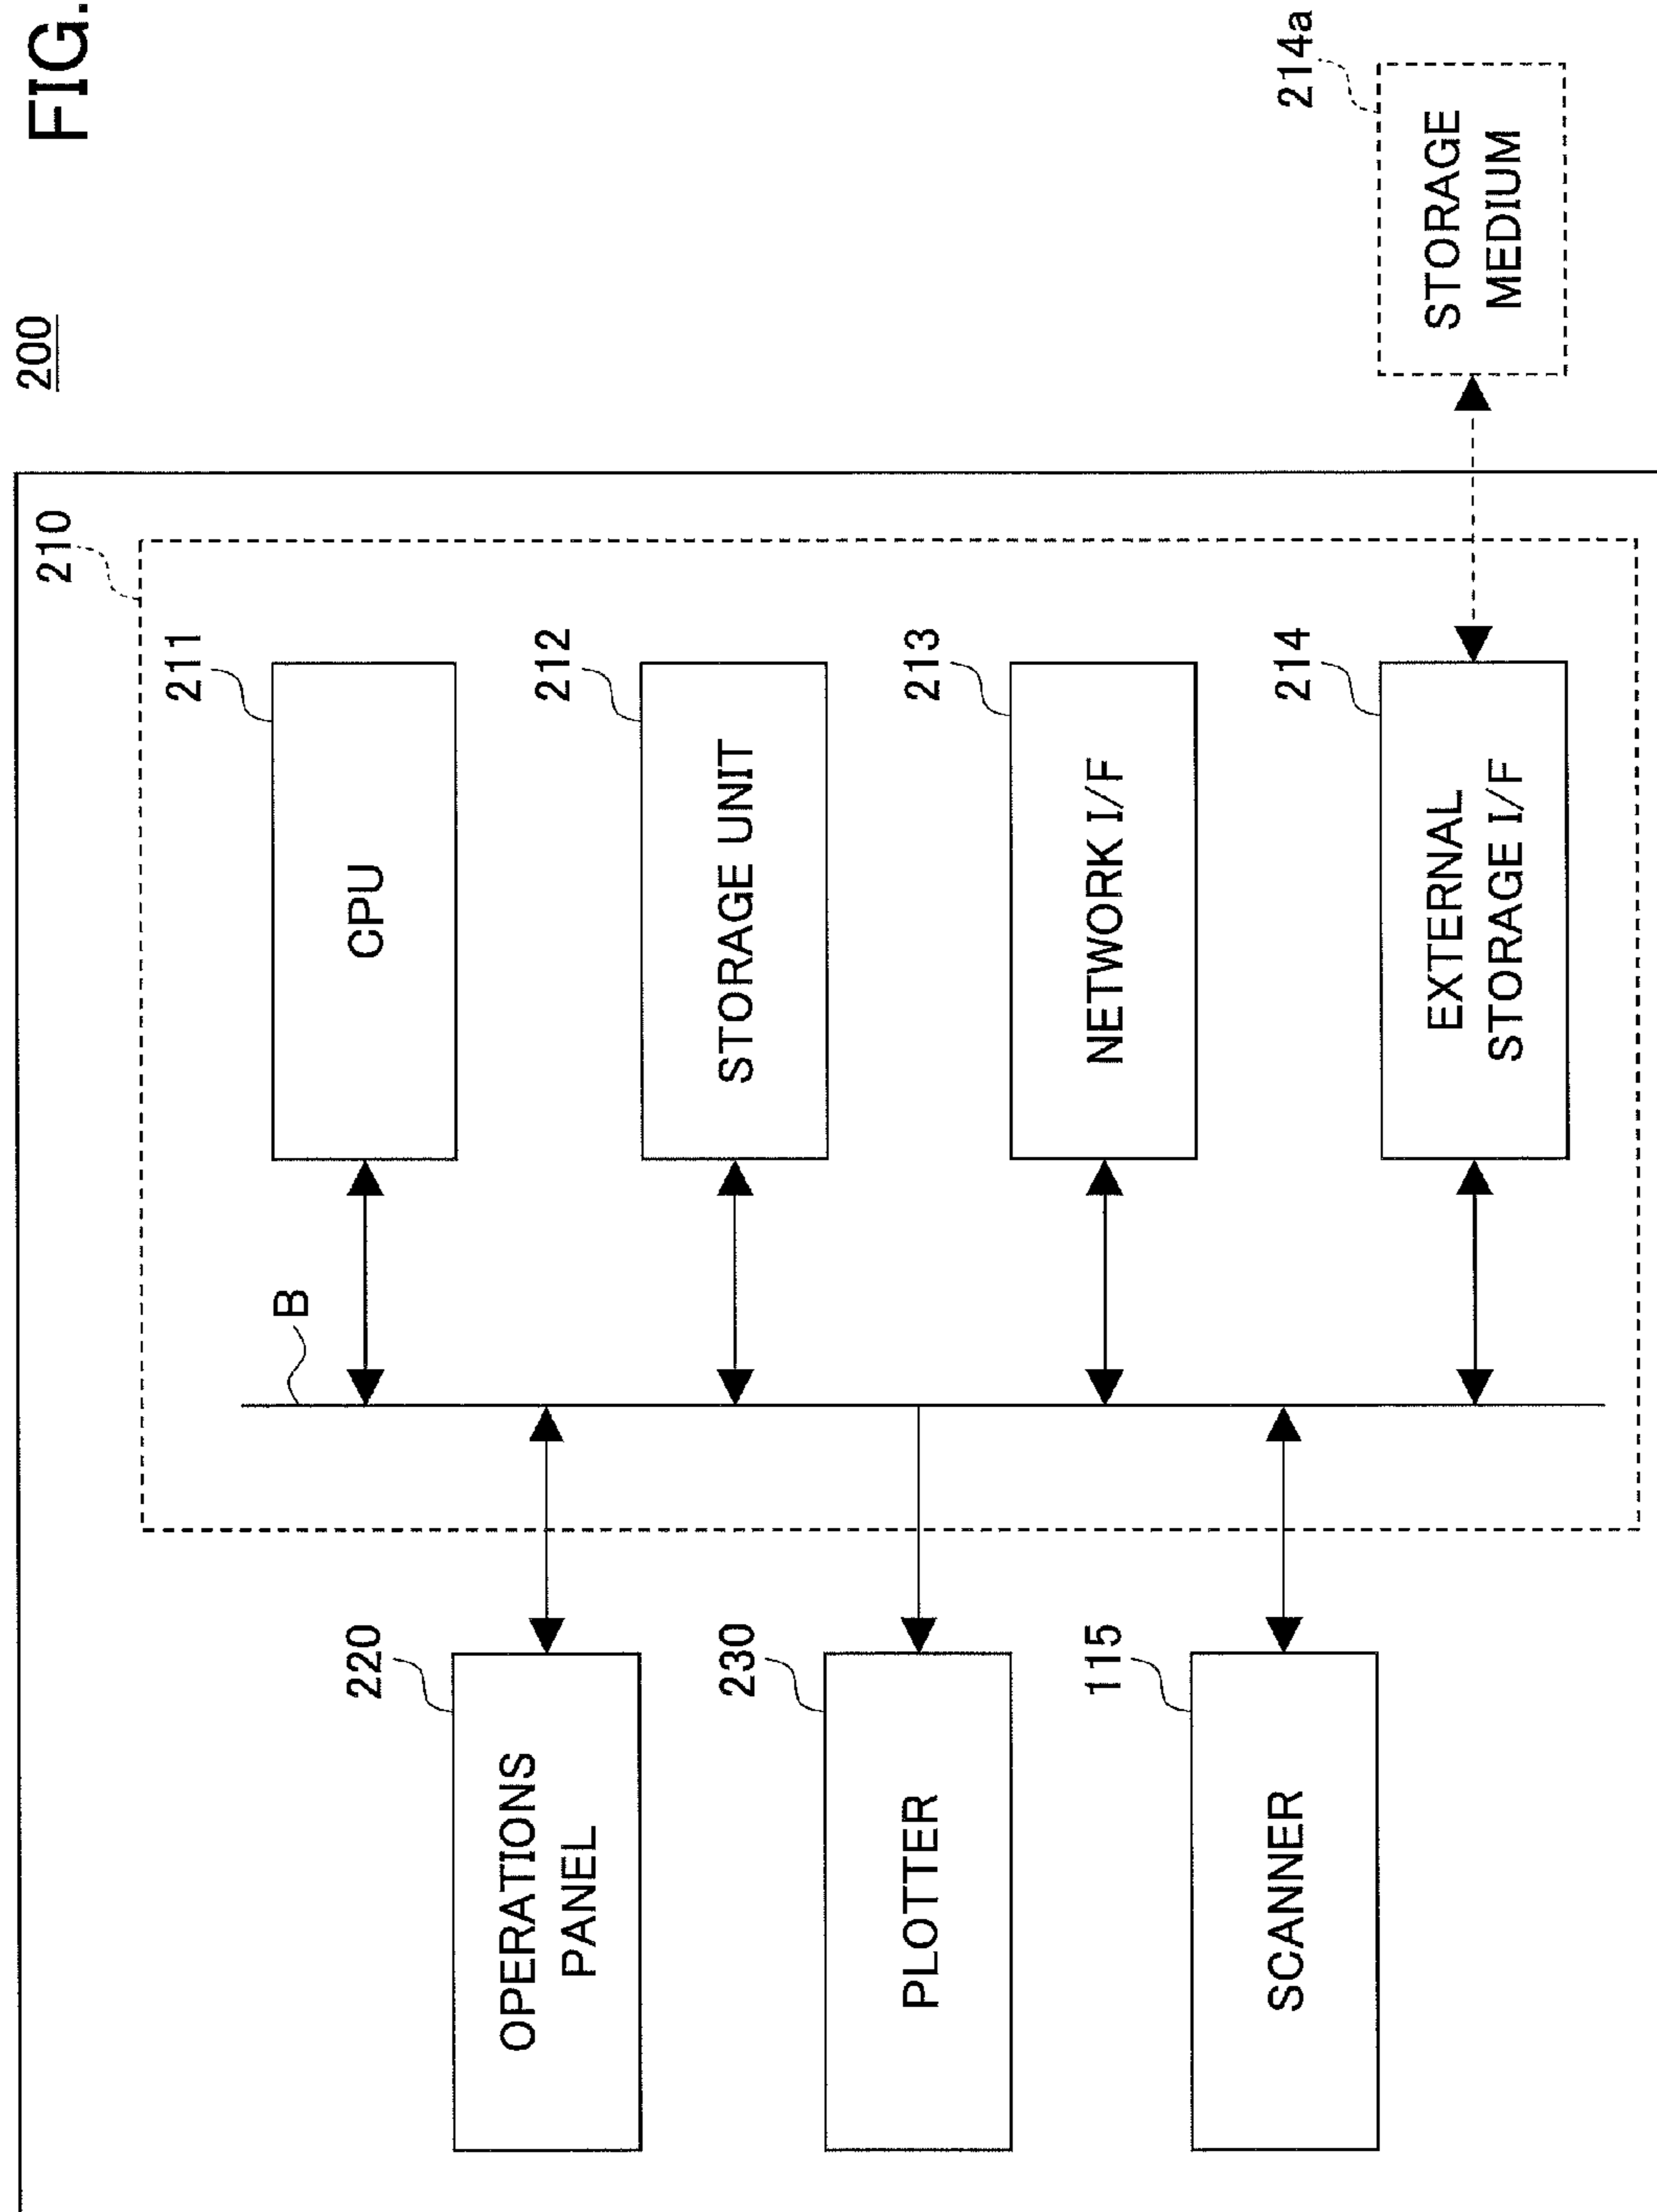 FIG.
200
210
220
OPERATIONS
PANEL
230
PLOTTER
115
SCANNER
B
211
CPU
212
STORAGE UNIT
213
NETWORK I/F
214
EXTERNAL
STORAGE I/F
214a
STORAGE
MEDIUM